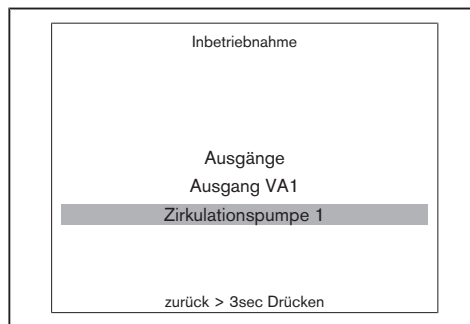 Inbetriebnahme
Ausgänge
Ausgang VA1
Zirkulationspumpe 1
zurück > 3sec Drücken